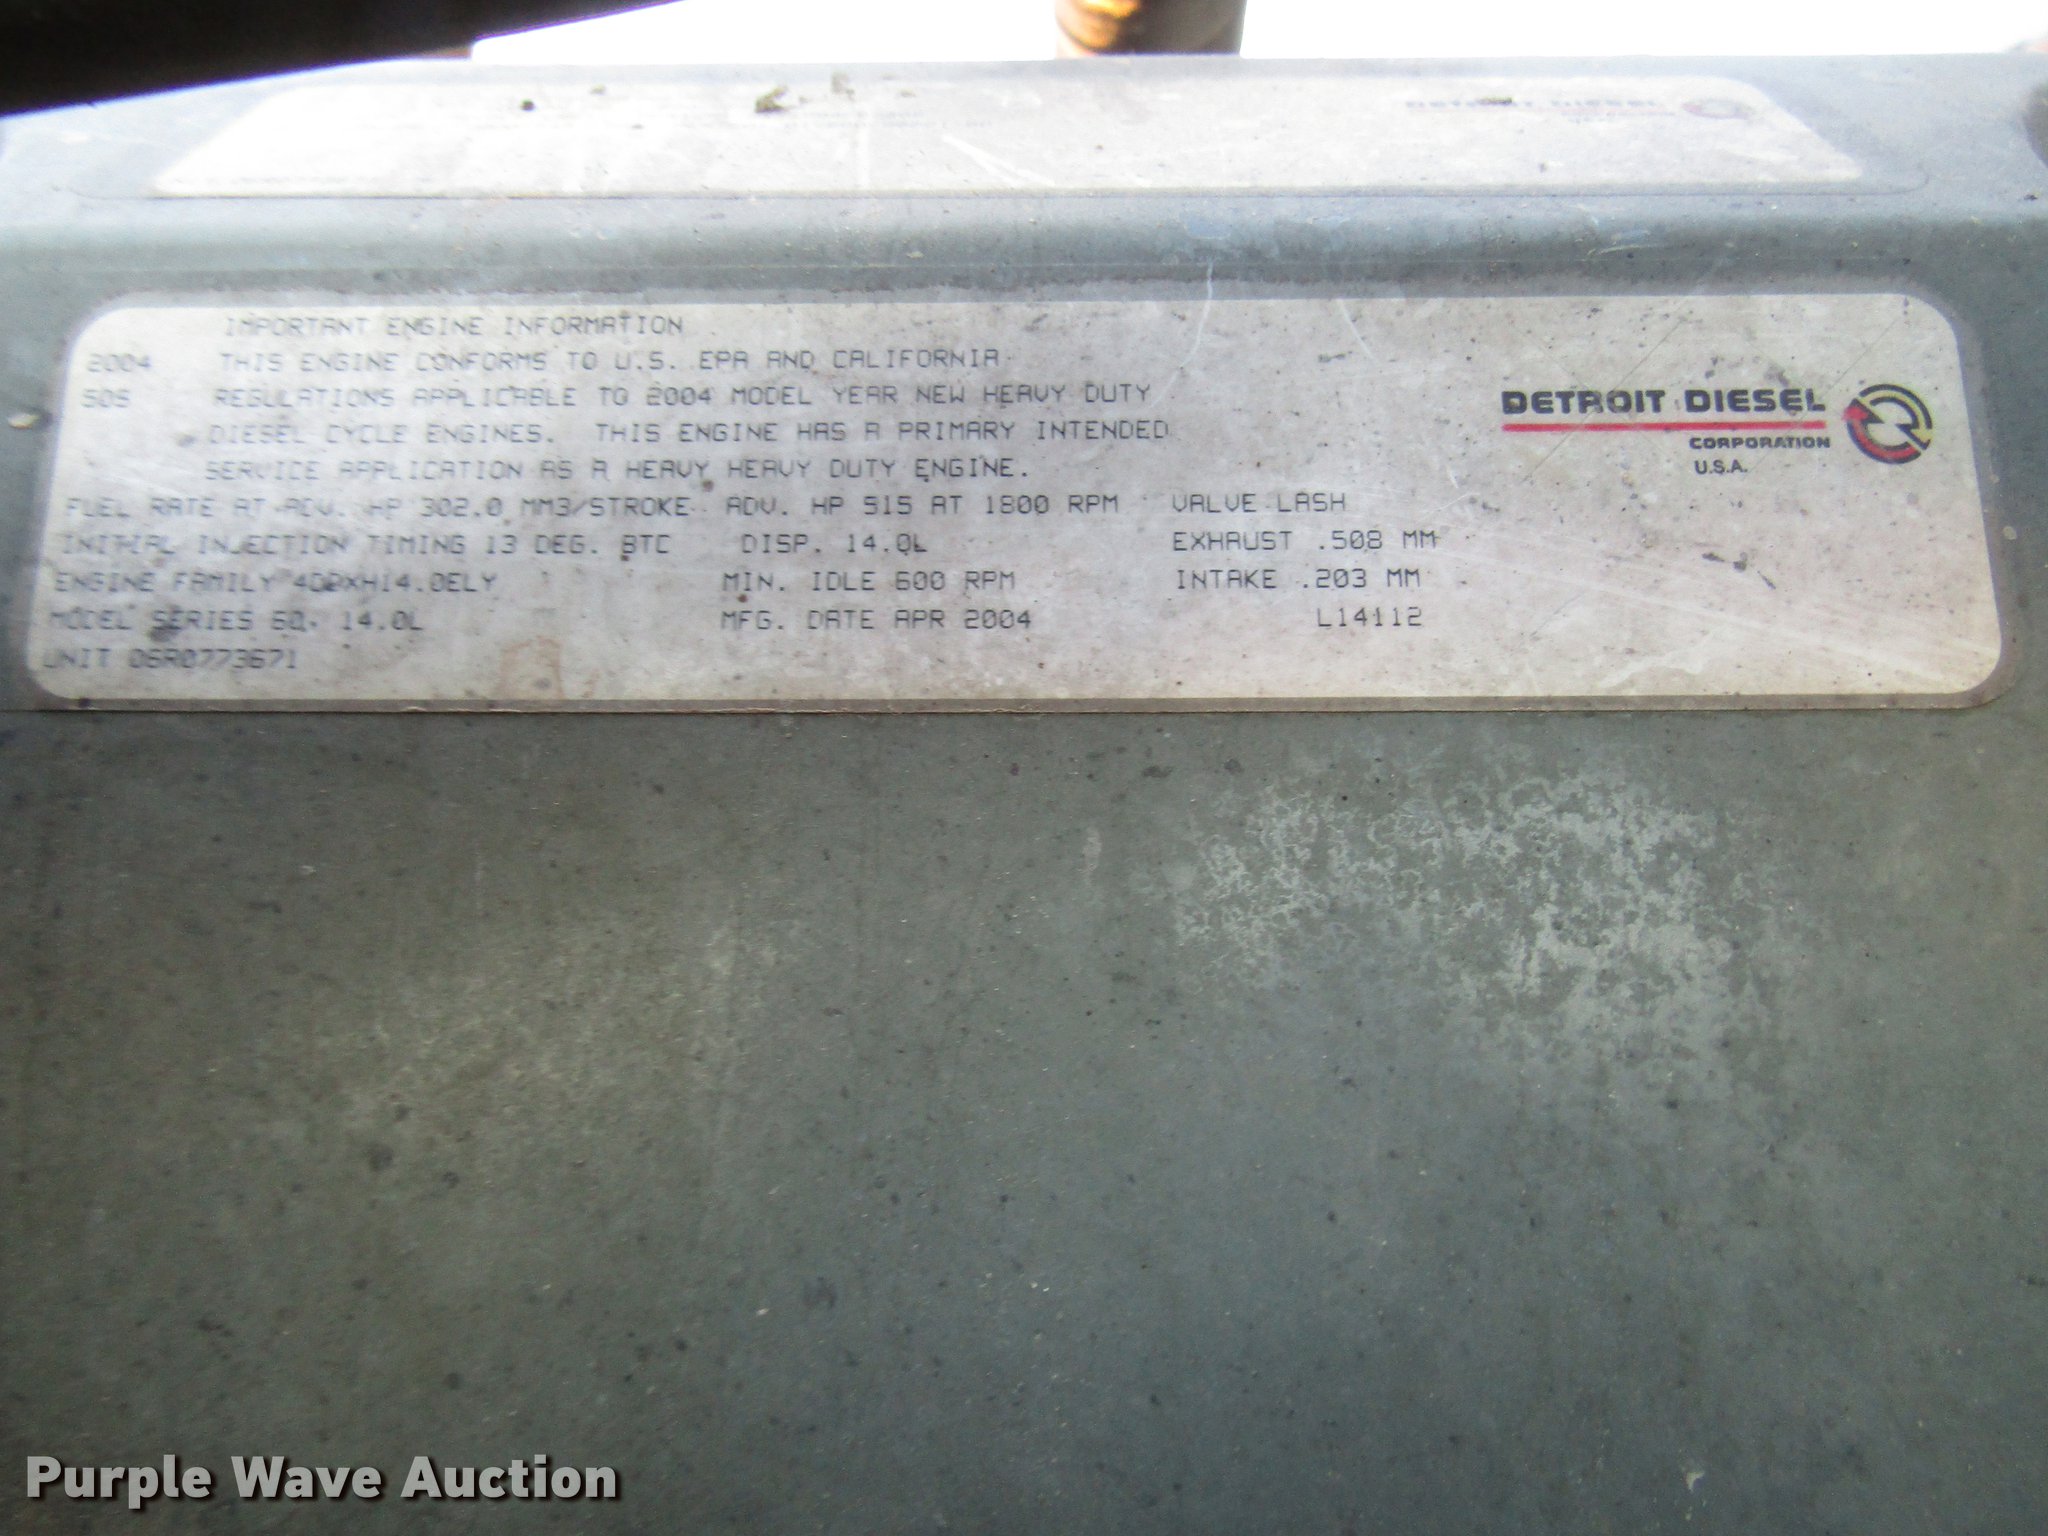 IMPORTANT ENGINE INFORMATION
2004 THIS ENGINE CONFORMS TO U.S. EPA AND CALIFORNIA
50S REGULATIONS APPLICABLE TO 2004 MODEL YEAR NEW HEAVY DUTY
DIESEL CYCLE ENGINES. THIS ENGINE HAS A PRIMARY INTENDED
SERVICE APPLICATION AS A HEAVY HEAVY DUTY ENGINE.
FUEL RATE AT ADV. HP 302.0 MM3/STROKE ADV. HP 515 AT 1800 RPM VALVE LASH
INITIAL INJECTION TIMING 13 DEG. BTC DISP. 14.0L EXHAUST .508 MM
ENGINE FAMILY 4DDXH14.0ELY MIN. IDLE 600 RPM INTAKE .203 MM
MODEL SERIES 60, 14.0L MFG. DATE APR 2004 L14112
UNIT 06R0773671
DETROIT DIESEL
CORPORATION
U.S.A.
Purple Wave Auction